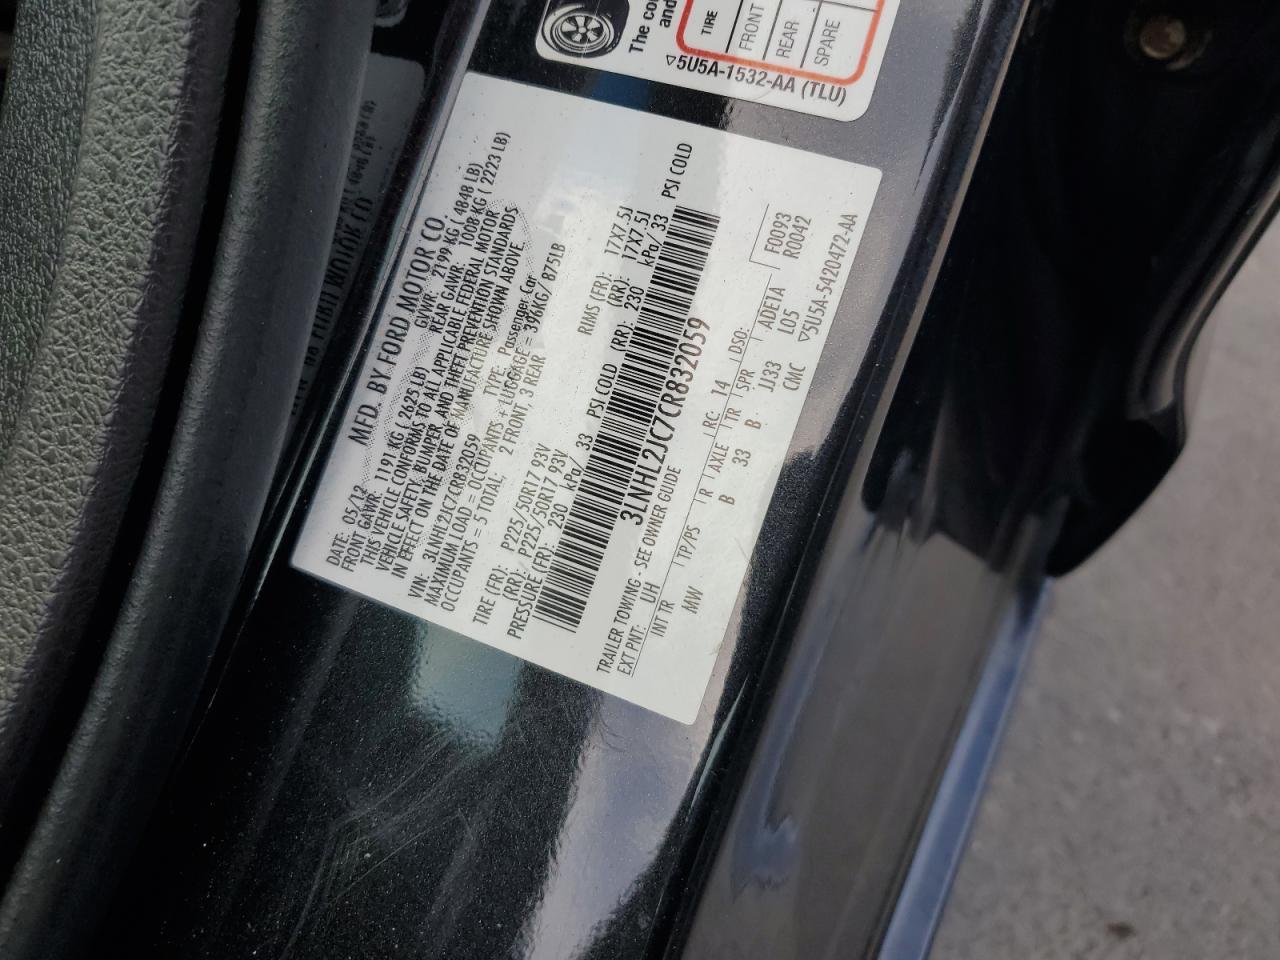 The co
and
TIRE
FRONT
REAR
SPARE
▽5U5A-1532-AA (TLU)
MFD. BY FORD MOTOR CO.
DATE: 05/12 GVWR: 2199 KG ( 4848 LB)
FRONT GAWR: 1191 KG ( 2625 LB) REAR GAWR: 1008 KG ( 2223 LB)
THIS VEHICLE CONFORMS TO ALL APPLICABLE FEDERAL MOTOR
VEHICLE SAFETY, BUMPER, AND THEFT PREVENTION STANDARDS
IN EFFECT ON THE DATE OF MANUFACTURE SHOWN ABOVE
VIN: 3LNHL2JC7CR832059 TYPE: Passenger Car
MAXIMUM LOAD = OCCUPANTS + LUGGAGE = 396KG/ 875LB
OCCUPANTS = 5 TOTAL: 2 FRONT, 3 REAR
TIRE (FR): P225/50R17 93V RIMS (FR): 17X7.5J
(RR): P225/50R17 93V (RR): 17X7.5J
PRESSURE (FR): 230 kPa/ 33 PSI COLD (RR): 230 kPa/ 33 PSI COLD
3LNHL2JC7CR832059
TRAILER TOWING - SEE OWNER GUIDE
EXT PNT: UH RC: 14 DSO: F0093
INT TR TP/PS R AXLE TR SPR ADE1A R0042
MW B 33 B JJ33 L05
CMC ▽5U5A-5420472-AA